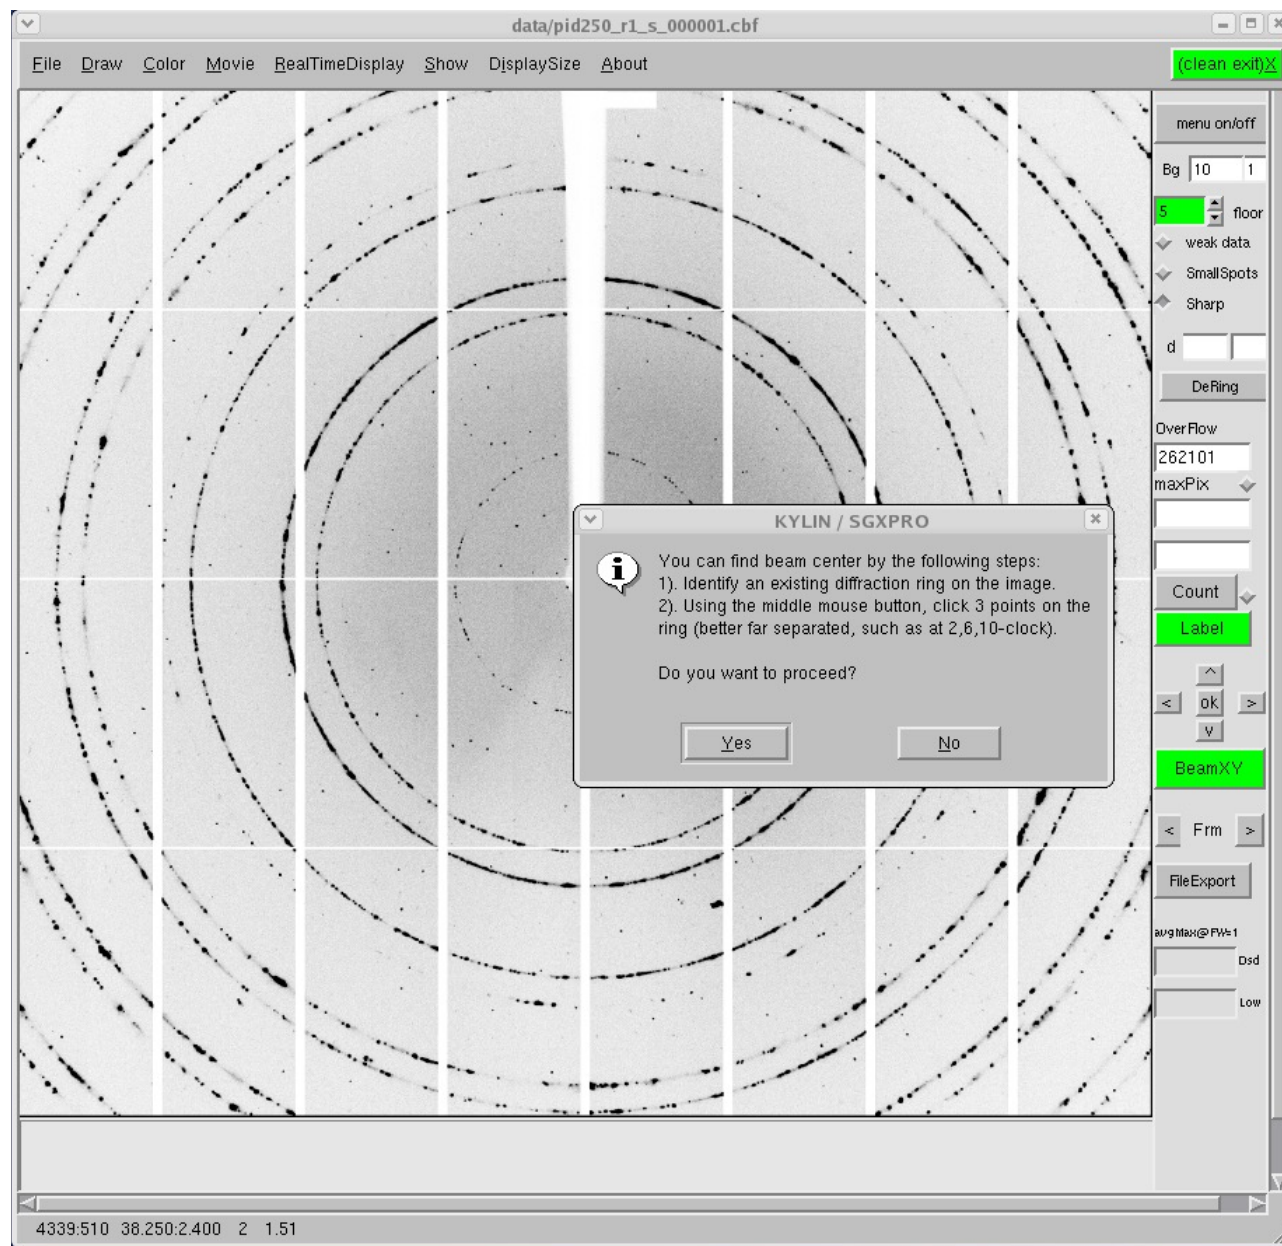 data/pid250_r1_s_000001.cbf
File Draw Color Movie RealTimeDisplay Show DisplaySize About (clean exit)X
menu on/off
Bg 10 1
5 floor
weak data
SmallSpots
Sharp
d
DeRing
OverFlow
262101
maxPix
KYLIN / SGXPRO
You can find beam center by the following steps:
1). Identify an existing diffraction ring on the image.
2). Using the middle mouse button, click 3 points on the
ring (better far separated, such as at 2,6,10-clock).
Do you want to proceed?
Yes No
Count
Label
^
< ok >
v
BeamXY
< Frm >
FileExport
avgMax@FW=1
Dsd
Low
4339:510 38.250:2.400 2 1.51